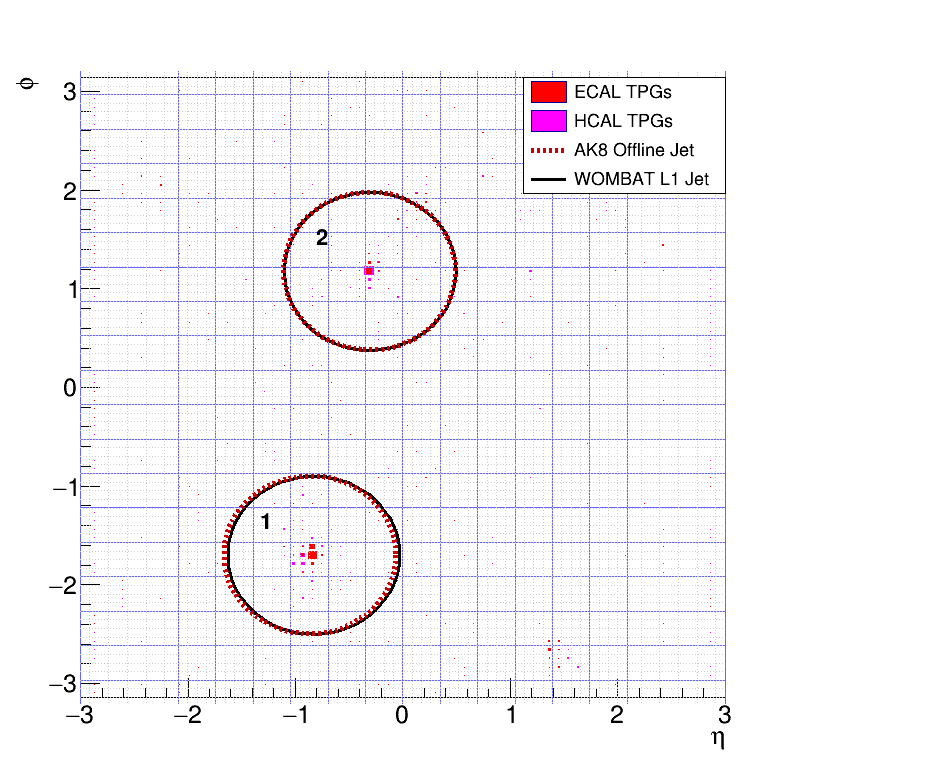 φ
3
2
1
0
−1
−2
−3
ECAL TPGs
HCAL TPGs
AK8 Offline Jet
WOMBAT L1 Jet
2
1
−3 −2 −1 0 1 2 3
η